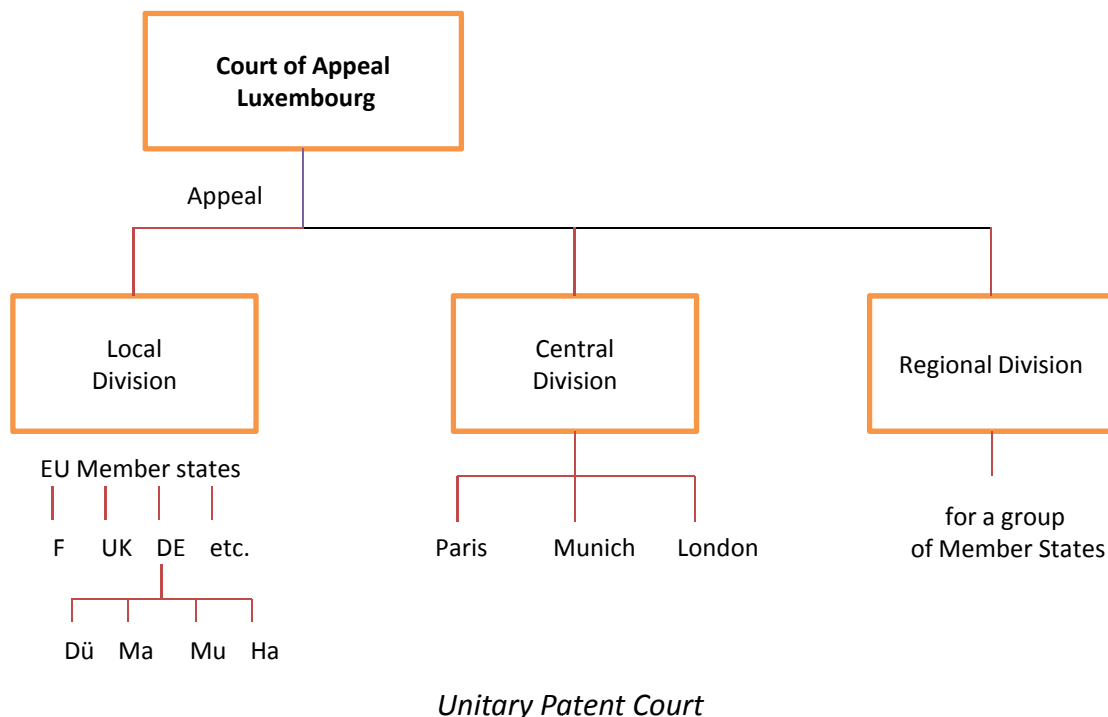 Court of Appeal
Luxembourg
Appeal
Local
Division
Central
Division
Regional Division
EU Member states
F UK DE etc.
Dü Ma Mu Ha
Paris Munich London
for a group
of Member States
Unitary Patent Court